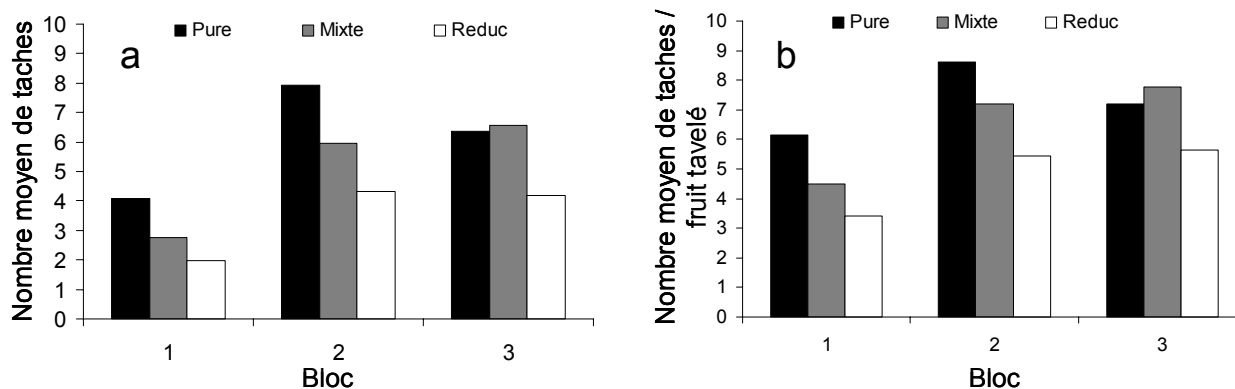 a
Pure Mixte Reduc
Nombre moyen de taches
10
9
8
7
6
5
4
3
2
1
0
1 2 3
Bloc
b
Pure Mixte Reduc
Nombre moyen de taches /
fruit tavelé
10
9
8
7
6
5
4
3
2
1
0
1 2 3
Bloc